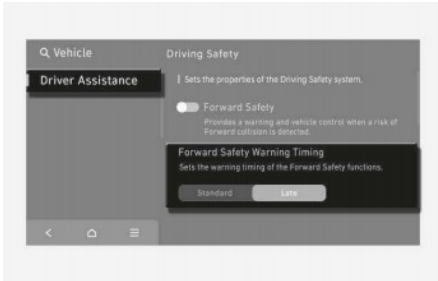 Vehicle
Driver Assistance
Driving Safety
Sets the properties of the Driving Safety system.
Forward Safety
Provides a warning and vehicle control when a risk of
Forward collision is detected.
Forward Safety Warning Timing
Sets the warning timing of the Forward Safety functions.
Standard
Late